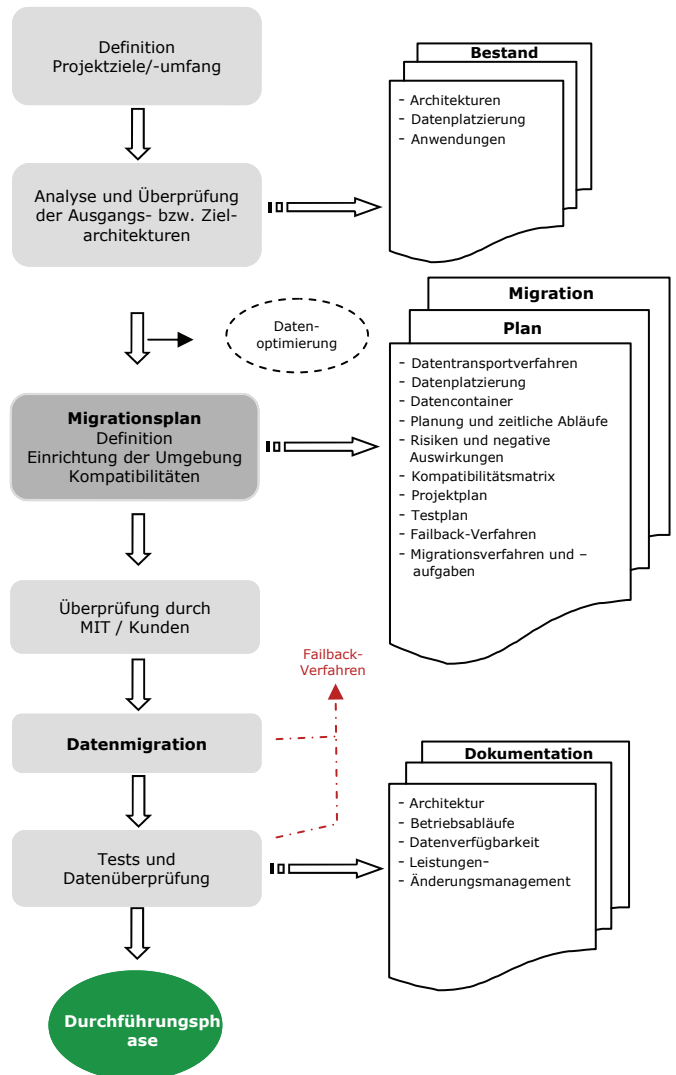 Definition
Projektziele/-umfang
Bestand
- Architekturen
- Datenplatzierung
- Anwendungen
Analyse und Überprüfung
der Ausgangs- bzw. Ziel-
architekturen
Daten-
optimierung
Migration
Plan
- Datentransportverfahren
- Datenplatzierung
- Datencontainer
- Planung und zeitliche Abläufe
- Risiken und negative
Auswirkungen
- Kompatibilitätsmatrix
- Projektplan
- Testplan
- Failback-Verfahren
- Migrationsverfahren und –
aufgaben
Migrationsplan
Definition
Einrichtung der Umgebung
Kompatibilitäten
Überprüfung durch
MIT / Kunden
Failback-
Verfahren
Datenmigration
Dokumentation
- Architektur
- Betriebsabläufe
- Datenverfügbarkeit
- Leistungen-
- Änderungsmanagement
Tests und
Datenüberprüfung
Durchführungsph
ase